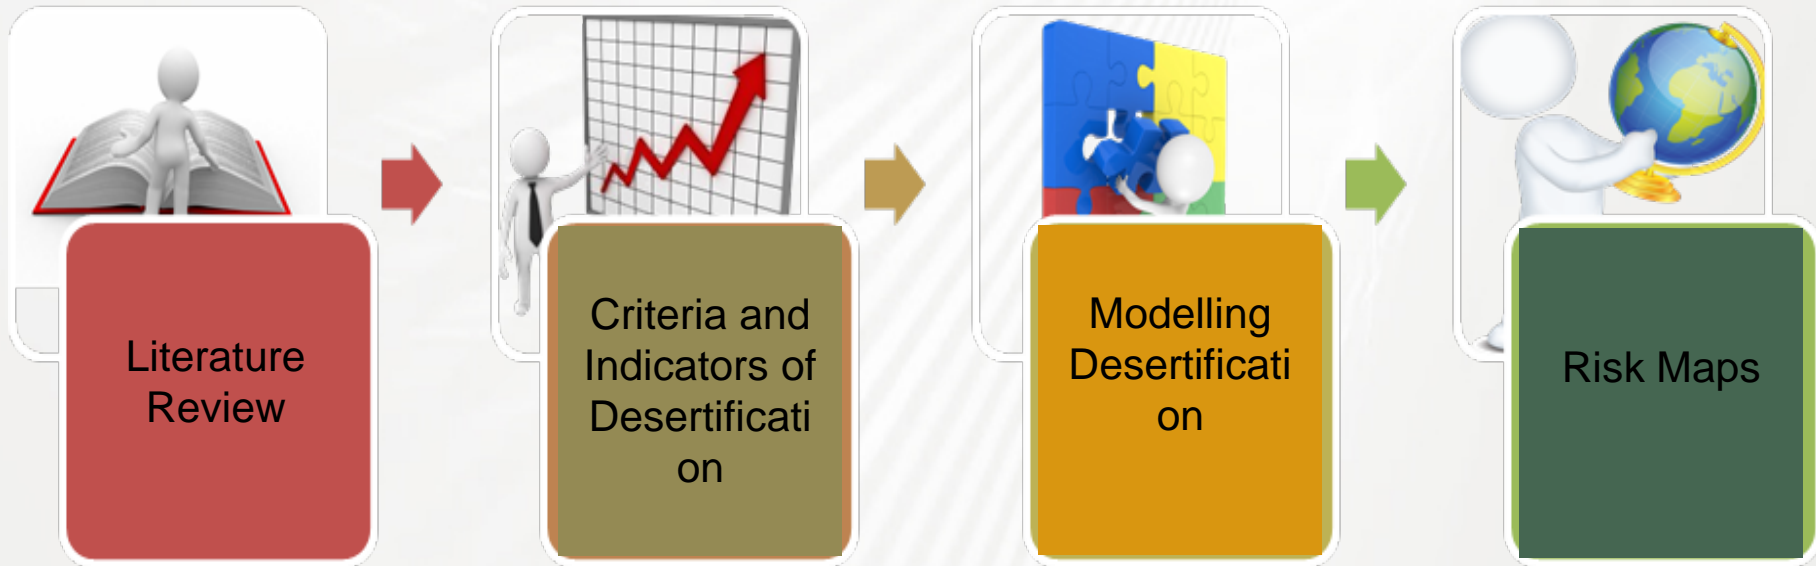 Literature
Review
Criteria and
Indicators of
Desertificati
on
Modelling
Desertificati
on
Risk Maps